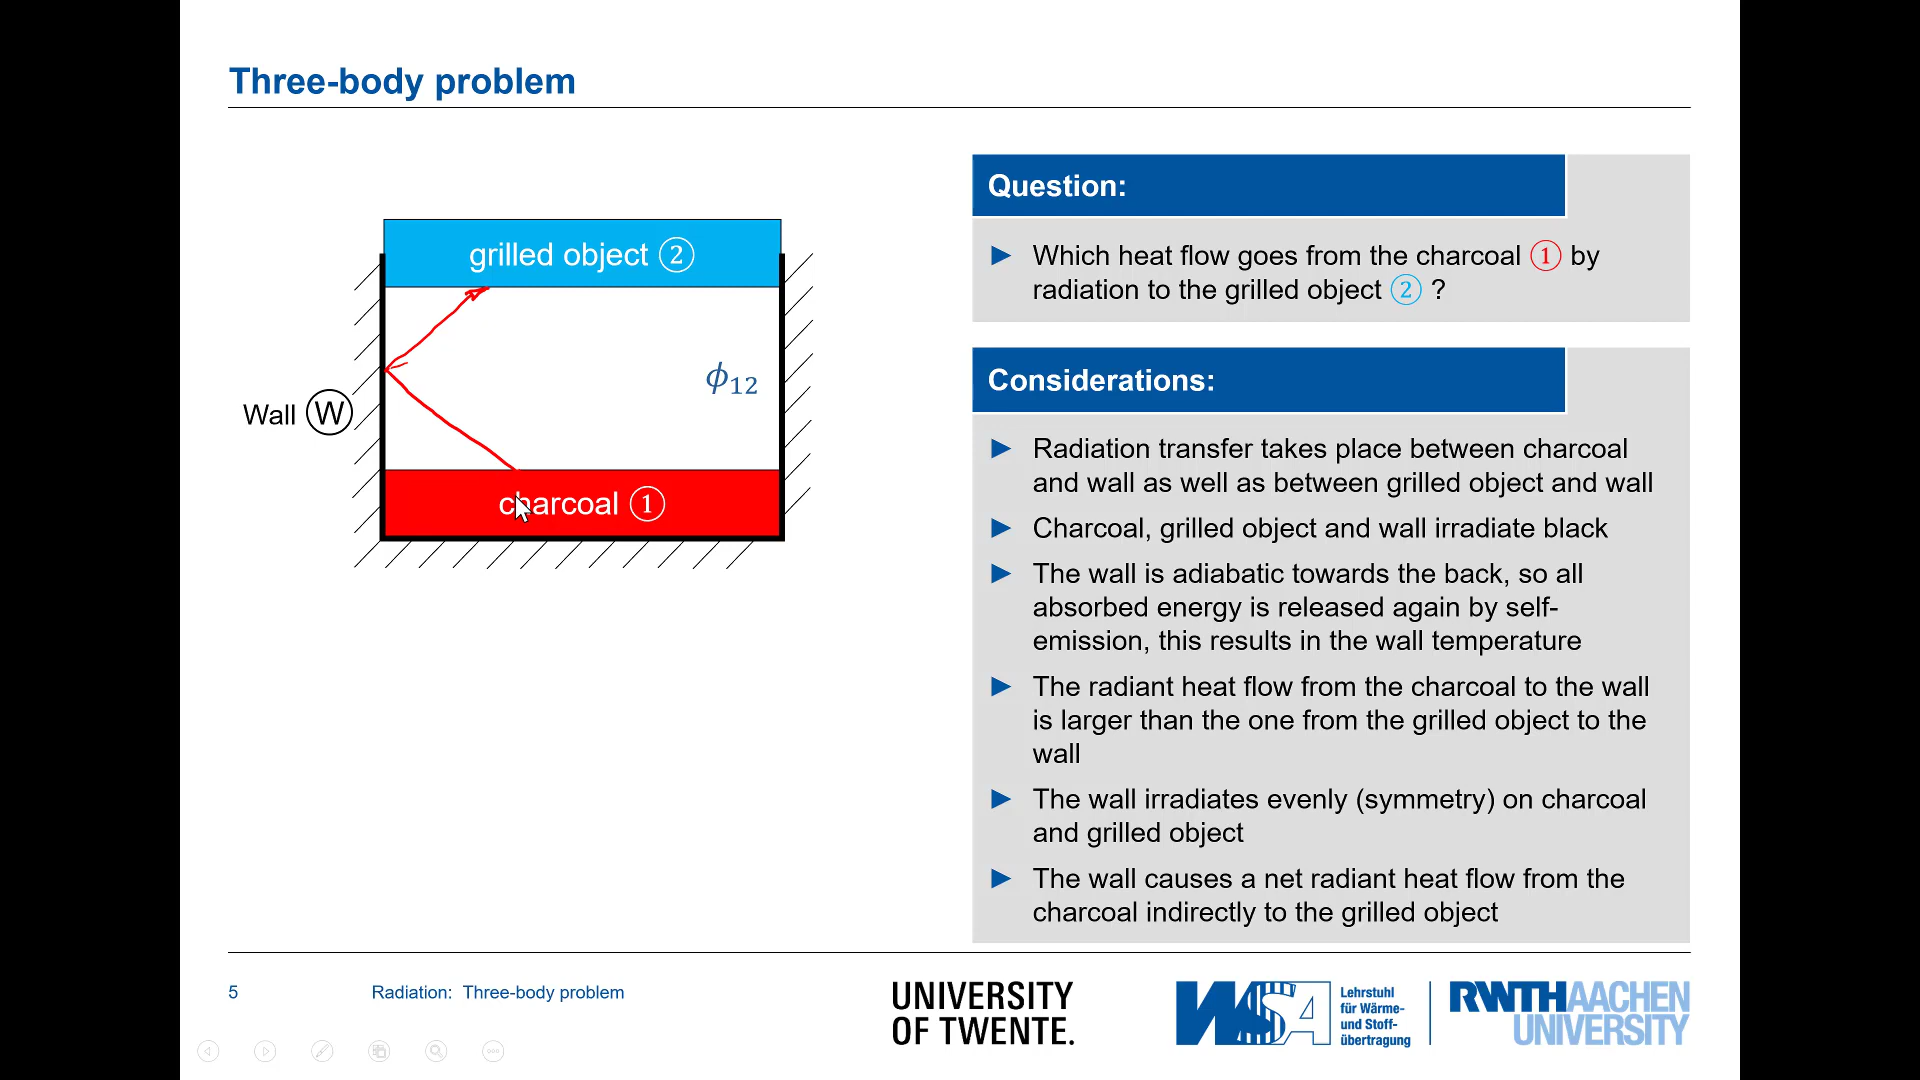 Three-body problem
grilled object ②
ϕ12
Wall Ⓦ
charcoal ①
Question:
Which heat flow goes from the charcoal ① by
radiation to the grilled object ② ?
Considerations:
Radiation transfer takes place between charcoal
and wall as well as between grilled object and wall
Charcoal, grilled object and wall irradiate black
The wall is adiabatic towards the back, so all
absorbed energy is released again by self-
emission, this results in the wall temperature
The radiant heat flow from the charcoal to the wall
is larger than the one from the grilled object to the
wall
The wall irradiates evenly (symmetry) on charcoal
and grilled object
The wall causes a net radiant heat flow from the
charcoal indirectly to the grilled object
5
Radiation: Three-body problem
UNIVERSITY
OF TWENTE.
WSA
Lehrstuhl
für Wärme-
und Stoff-
übertragung
RWTHAACHEN
UNIVERSITY